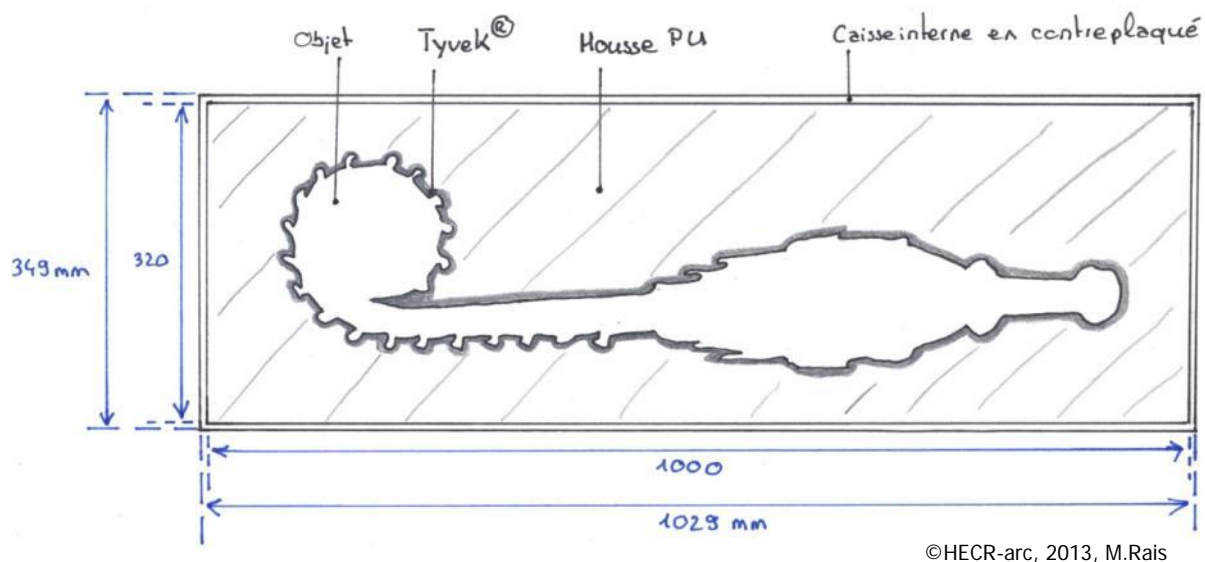 Objet
Tyvek®
Housse PU
Caisse interne en contreplaqué
349 mm
320
1000
1029 mm
©HECR-arc, 2013, M.Rais